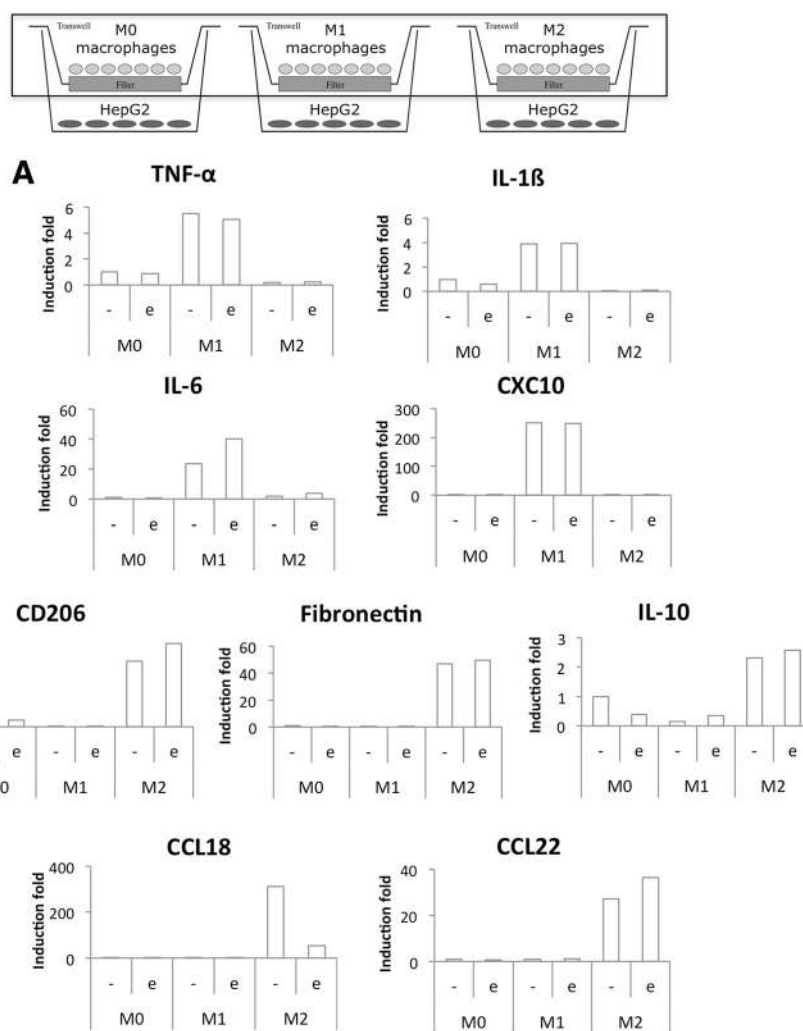 Transwell M0 macrophages Transwell M1 macrophages Transwell M2 macrophages
Filter Filter Filter
HepG2 HepG2 HepG2
A
TNF-α IL-1ß
Induction fold 6 4 2 0 Induction fold 6 4 2 0
- e - e - e - e - e - e
M0 M1 M2 M0 M1 M2
IL-6 CXC10
Induction fold 60 40 20 0 Induction fold 300 200 100 0
- e - e - e - e - e - e
M0 M1 M2 M0 M1 M2
CD206 Fibronectin IL-10
Induction fold 60 40 20 0 Induction fold 3 2 1 0
e - e - e - e - e - e - e - e - e
0 M1 M2 M0 M1 M2 M0 M1 M2
CCL18 CCL22
Induction fold 400 200 0 Induction fold 40 20 0
- e - e - e - e - e - e
M0 M1 M2 M0 M1 M2